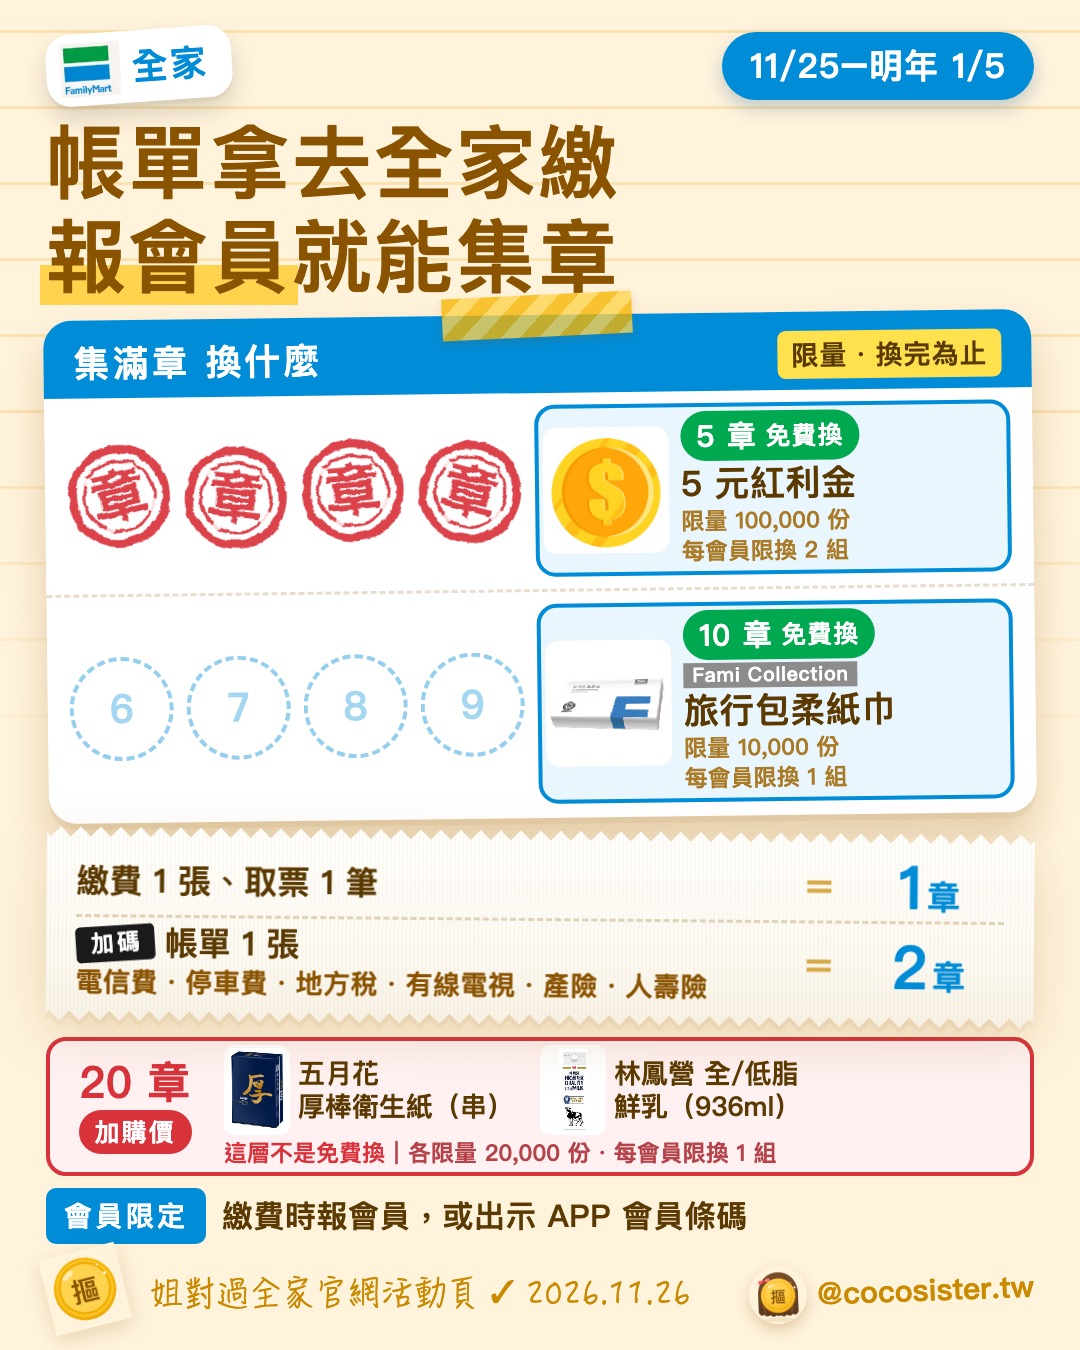 FamilyMart
全家
11/25—明年 1/5
帳單拿去全家繳
報會員就能集章
集滿章 換什麼
限量·換完為止
章 章 章 章
5 章 免費換
5 元紅利金
限量 100,000 份
每會員限換 2 組
6 7 8 9
10 章 免費換
Fami Collection
旅行包柔紙巾
限量 10,000 份
每會員限換 1 組
繳費 1 張、取票 1 筆 = 1章
加碼 帳單 1 張
電信費·停車費·地方稅·有線電視·產險·人壽險 = 2章
20 章
加購價
厚
五月花
厚棒衛生紙（串）
林鳳營 全/低脂
鮮乳（936ml）
這層不是免費換｜各限量 20,000 份·每會員限換 1 組
會員限定 繳費時報會員，或出示 APP 會員條碼
摳 姐對過全家官網活動頁 ✓ 2026.11.26
摳 @cocosister.tw